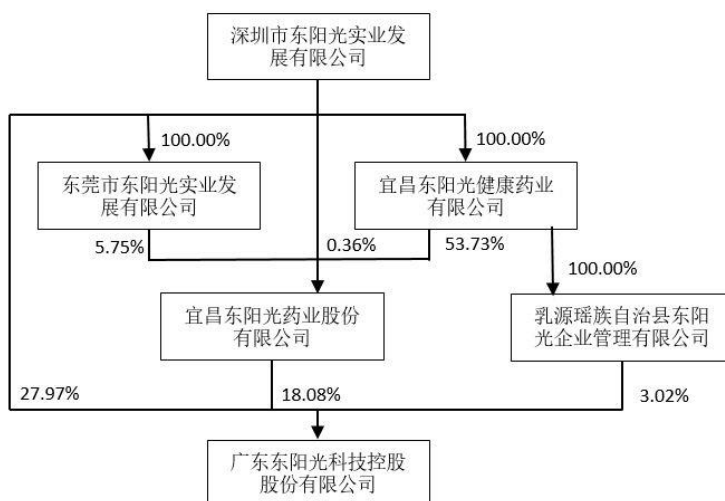 深圳市东阳光实业发
展有限公司
100.00%
100.00%
东莞市东阳光实业发
展有限公司
宜昌东阳光健康药业
有限公司
5.75%
0.36%
53.73%
100.00%
宜昌东阳光药业股份
有限公司
乳源瑶族自治县东阳
光企业管理有限公司
27.97%
18.08%
3.02%
广东东阳光科技控股
股份有限公司